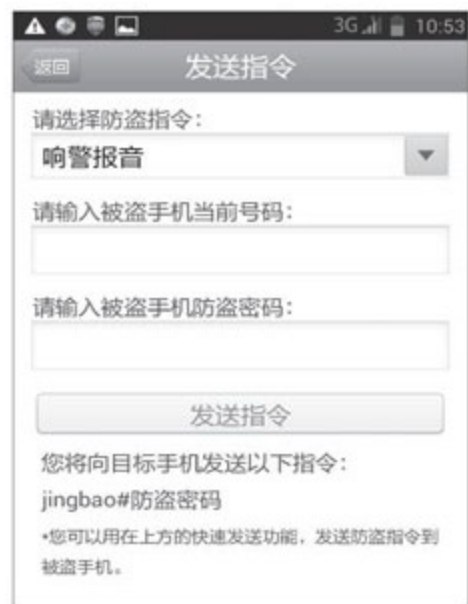 3G 10:53
返回 发送指令
请选择防盗指令：
响警报音
请输入被盗手机当前号码：
请输入被盗手机防盗密码：
发送指令
您将向目标手机发送以下指令：
jingbao#防盗密码
•您可以用在上方的快速发送功能，发送防盗指令到
被盗手机。